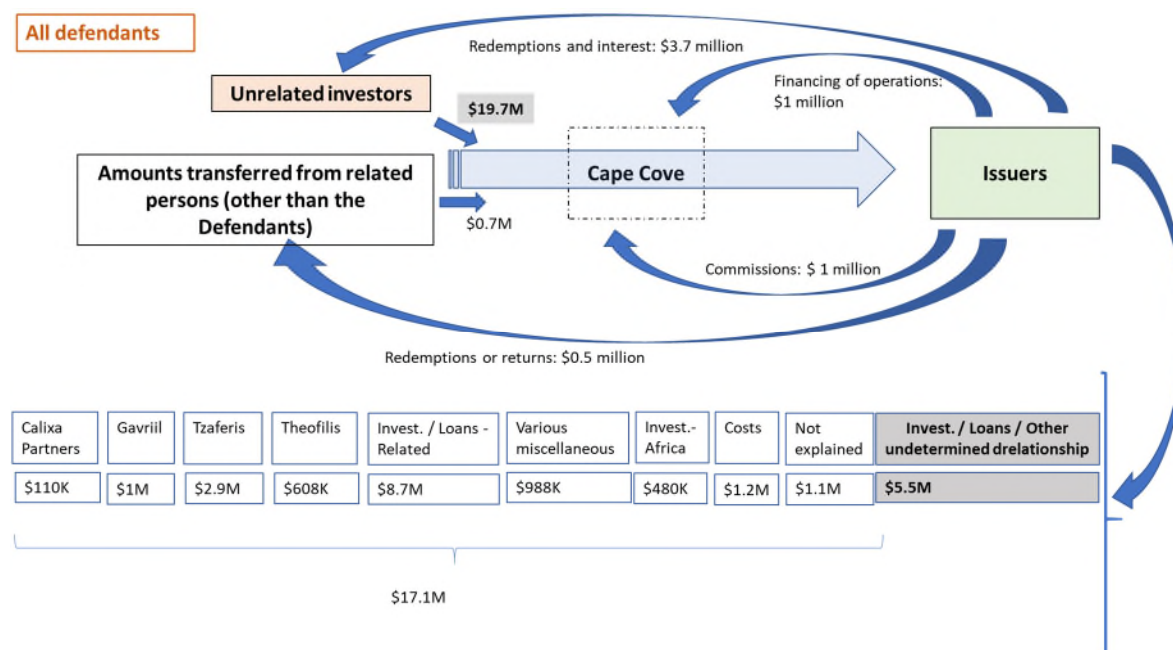 All defendants
Redemptions and interest: $3.7 million
Financing of operations:
$1 million
Unrelated investors
$19.7M
Amounts transferred from related
persons (other than the
Defendants)
$0.7M
Cape Cove
Issuers
Commissions: $ 1 million
Redemptions or returns: $0.5 million
Calixa
Partners
Gavriil
Tzaferis
Theofilis
Invest. / Loans -
Related
Various
miscellaneous
Invest.-
Africa
Costs
Not
explained
Invest. / Loans / Other
undetermined drelationship
$110K
$1M
$2.9M
$608K
$8.7M
$988K
$480K
$1.2M
$1.1M
$5.5M
$17.1M